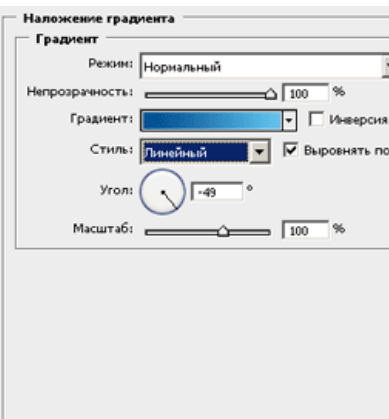 Наложение градиента
Градиент
Режим: Нормальный
Непрозрачность: 100 %
Градиент: Инверсия
Стиль: Линейный Выровнять по
Угол: -49 °
Масштаб: 100 %